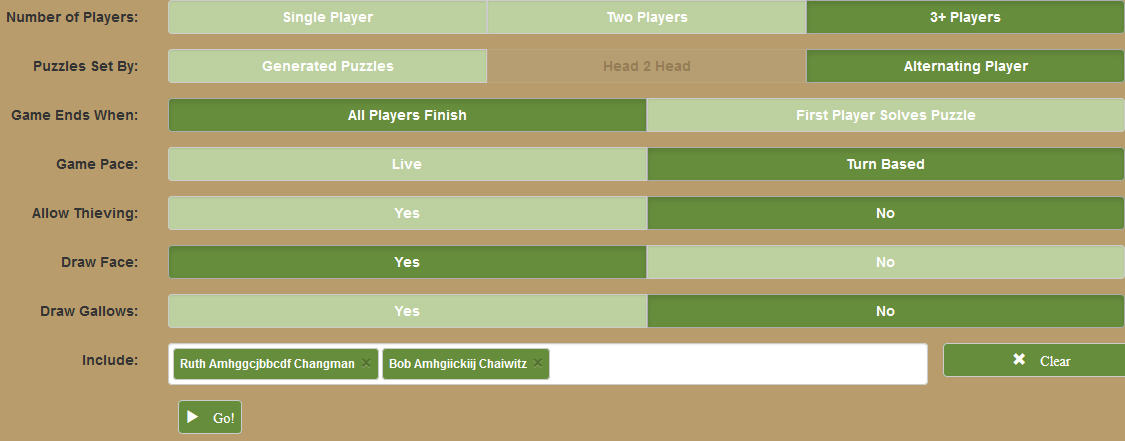 Number of Players: Single Player Two Players 3+ Players
Puzzles Set By: Generated Puzzles Head 2 Head Alternating Player
Game Ends When: All Players Finish First Player Solves Puzzle
Game Pace: Live Turn Based
Allow Thieving: Yes No
Draw Face: Yes No
Draw Gallows: Yes No
Include: Ruth Amhggcjbbcdf Changman Bob Amhgiickiij Chaiwitz Clear
Go!